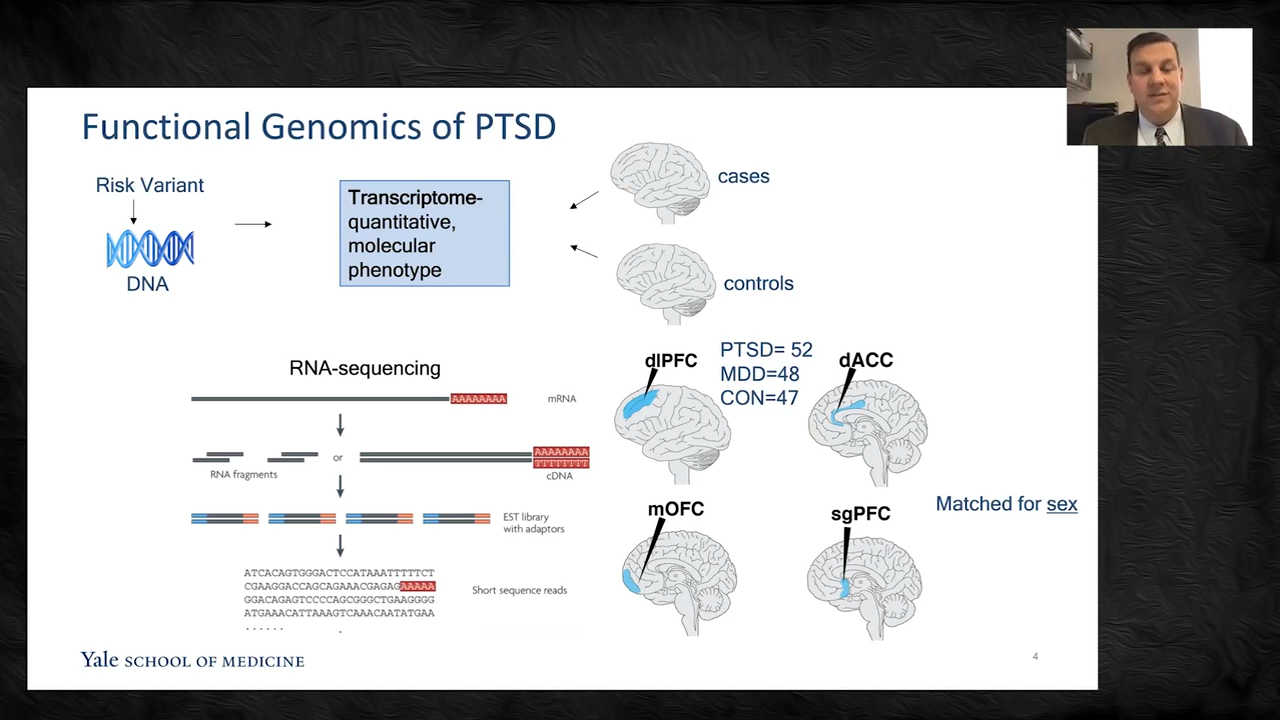 Functional Genomics of PTSD
Risk Variant
DNA
Transcriptome-
quantitative,
molecular
phenotype
cases
controls
RNA-sequencing
AAAAAAAA
mRNA
RNA fragments
or
AAAAAAAA
TTTTTTTT
cDNA
EST library
with adaptors
ATCACAGTGGGACTCCATAAATTTTTCT
CGAAGGACCAGCAGAAACGAGAGAAAAA
GGACAGAGTCCCCAGCGGGCTGAAGGGG
ATGAAACATTAAAGTCAAACAATATGAA
......
Short sequence reads
dlPFC
PTSD= 52
MDD=48
CON=47
dACC
mOFC
sgPFC
Matched for sex
Yale SCHOOL OF MEDICINE
4